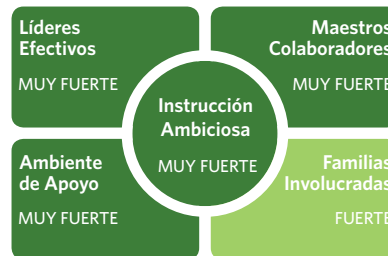 Líderes
Efectivos
MUY FUERTE
Maestros
Colaboradores
MUY FUERTE
Instrucción
Ambiciosa
MUY FUERTE
Ambiente
de Apoyo
MUY FUERTE
Familias
Involucradas
FUERTE